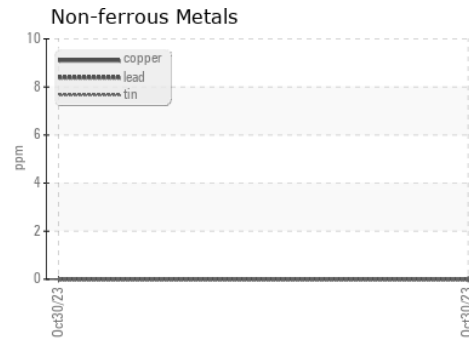 Non-ferrous Metals
10
copper
lead
tin
8
6
ppm
4
2
0
Oct30/23
Oct30/23